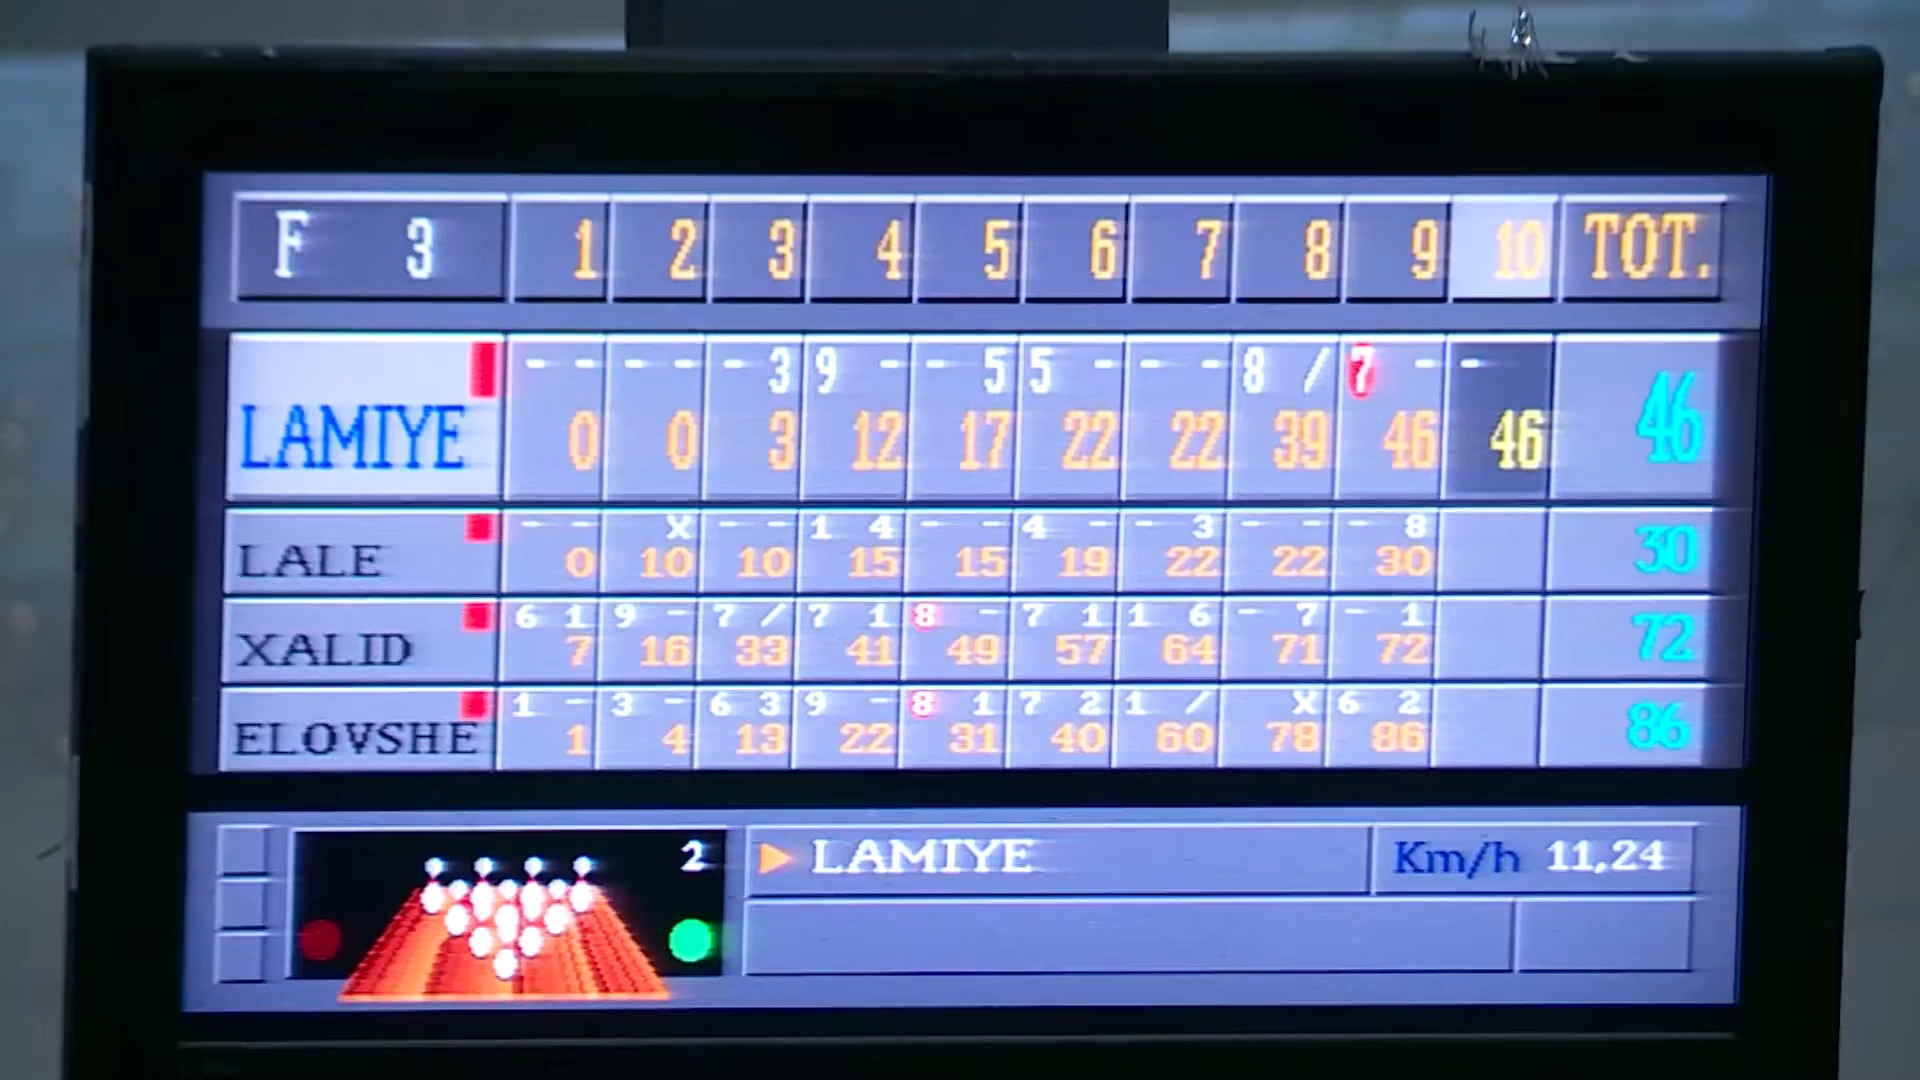 F 3 1 2 3 4 5 6 7 8 9 10 TOT.
- - - - - 3 9 - - 5 5 - - - 8 / 7 - -
LAMIYE 0 0 3 12 17 22 22 39 46 46 46
- - X - - 1 4 - - 4 - - 3 - - - 8
LALE 0 10 10 15 15 19 22 22 30 30
6 1 9 - 7 / 7 1 8 - 7 1 1 6 - 7 - 1
XALID 7 16 33 41 49 57 64 71 72 72
1 - 3 - 6 3 9 - 8 1 7 2 1 / X 6 2
ELOVSHE 1 4 13 22 31 40 60 78 86 86
2 LAMIYE Km/h 11,24